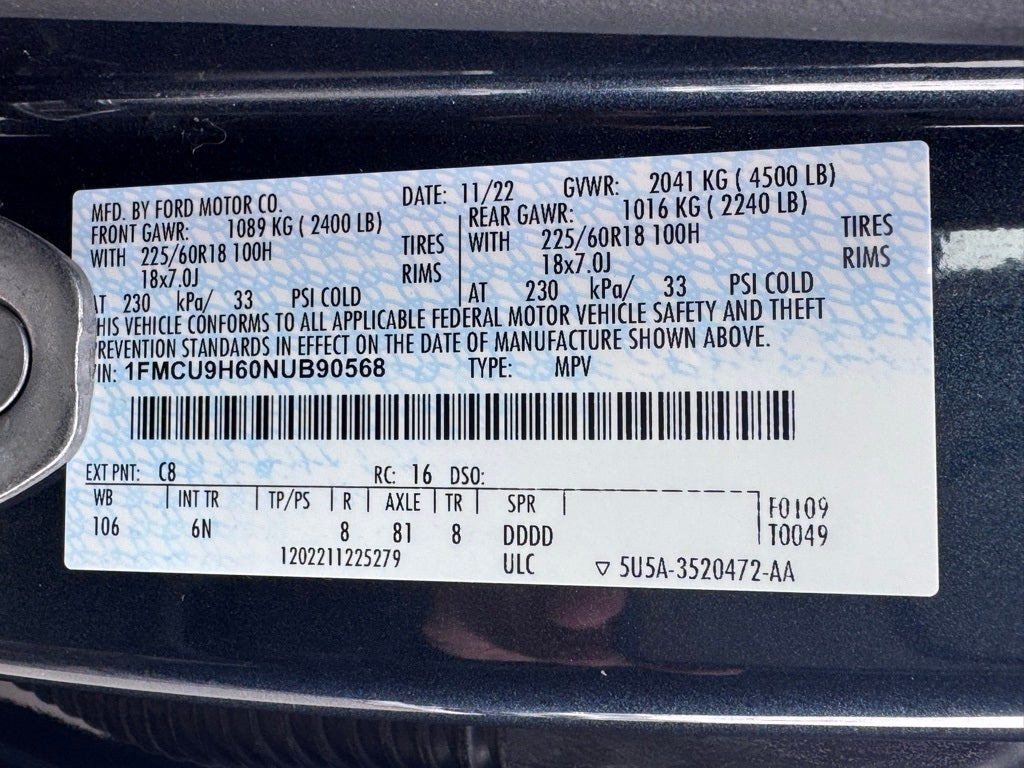 MFD. BY FORD MOTOR CO. DATE: 11/22 GVWR: 2041 KG ( 4500 LB)
FRONT GAWR: 1089 KG ( 2400 LB) REAR GAWR: 1016 KG ( 2240 LB)
WITH 225/60R18 100H TIRES WITH 225/60R18 100H TIRES
18x7.0J RIMS 18x7.0J RIMS
AT 230 kPa/ 33 PSI COLD AT 230 kPa/ 33 PSI COLD
HIS VEHICLE CONFORMS TO ALL APPLICABLE FEDERAL MOTOR VEHICLE SAFETY AND THEFT
REVENTION STANDARDS IN EFFECT ON THE DATE OF MANUFACTURE SHOWN ABOVE.
VIN: 1FMCU9H60NUB90568 TYPE: MPV
EXT PNT: C8 RC: 16 DSO:
WB INT TR TP/PS R AXLE TR SPR F0109
106 6N 8 81 8 DDDD T0049
1202211225279 ULC ▽ 5U5A-3520472-AA